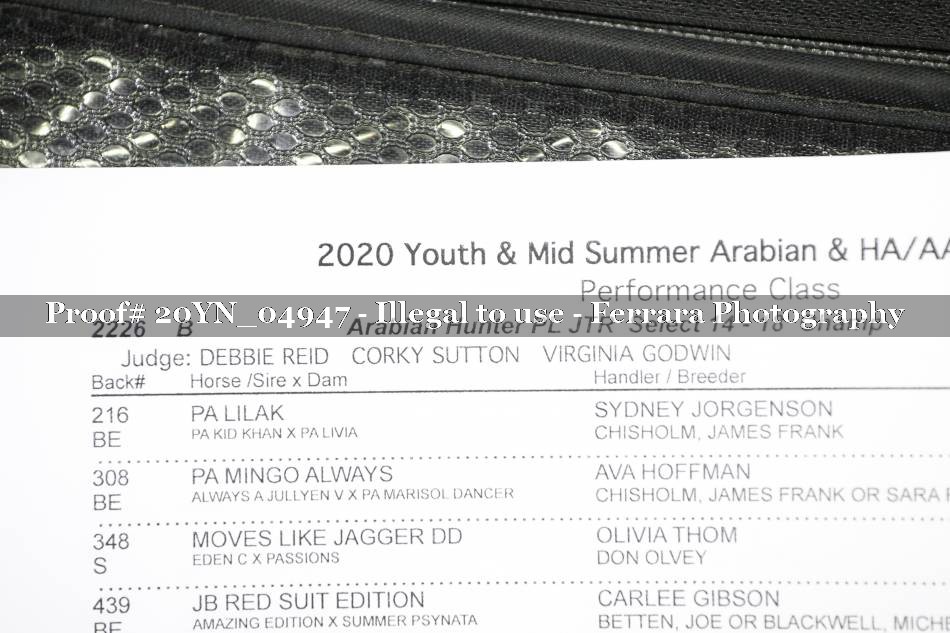 2020 Youth & Mid Summer Arabian & HA/AA
Performance Class
Proof# 20YN_04947 - Illegal to use - Ferrara Photography
2226 B Arabian Hunter PL JTR Select 14 - 18 Champ
Judge: DEBBIE REID CORKY SUTTON VIRGINIA GODWIN
Back# Horse /Sire x Dam Handler / Breeder
216 PA LILAK SYDNEY JORGENSON
BE PA KID KHAN X PA LIVIA CHISHOLM, JAMES FRANK
308 PA MINGO ALWAYS AVA HOFFMAN
BE ALWAYS A JULLYEN V X PA MARISOL DANCER CHISHOLM, JAMES FRANK OR SARA
348 MOVES LIKE JAGGER DD OLIVIA THOM
S EDEN C X PASSIONS DON OLVEY
439 JB RED SUIT EDITION CARLEE GIBSON
BE AMAZING EDITION X SUMMER PSYNATA BETTEN, JOE OR BLACKWELL, MICHE